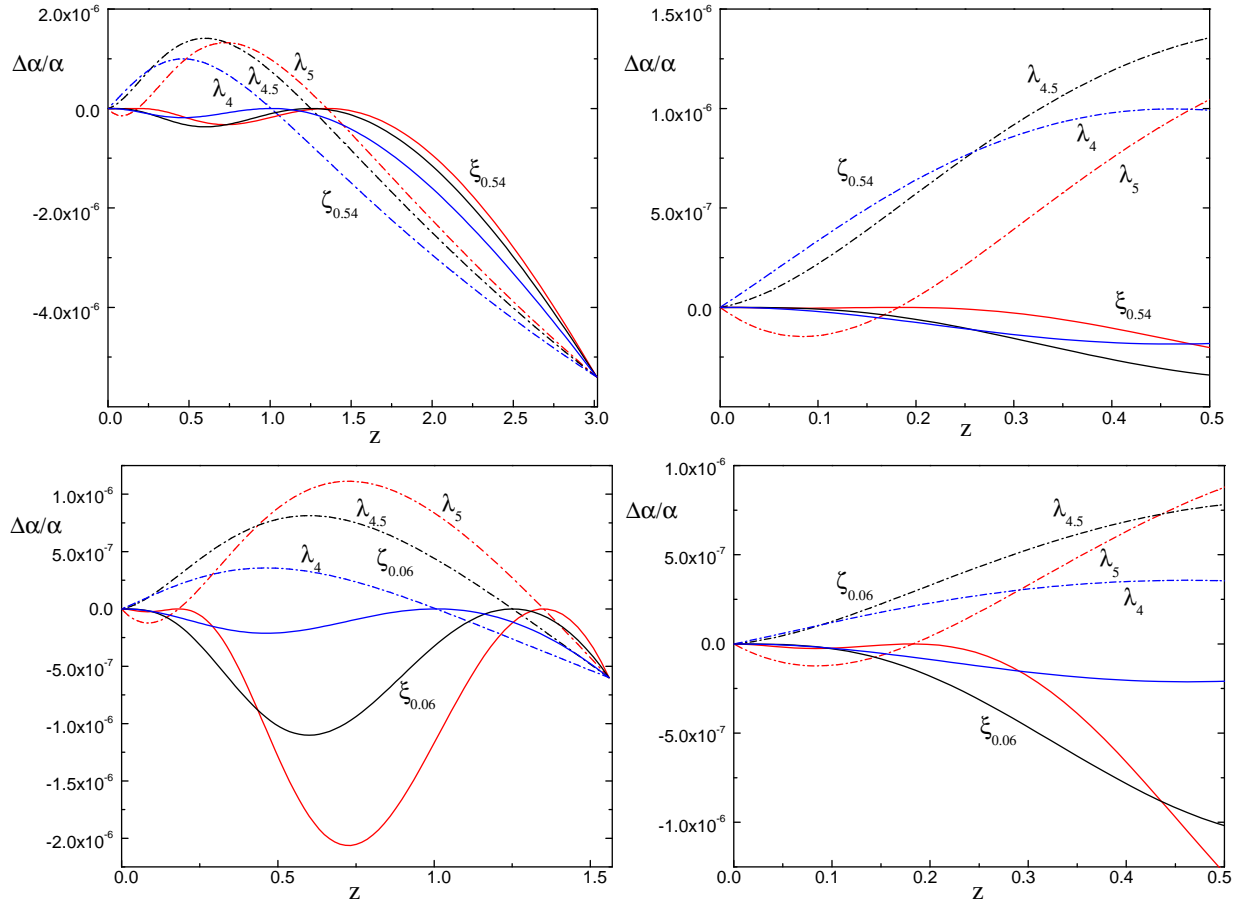 2.0x10⁻⁶
Δα/α
0.0
-2.0x10⁻⁶
-4.0x10⁻⁶
λ₅
λ₄.₅
λ₄
ξ₀.₅₄
ζ₀.₅₄
0.0 0.5 1.0 1.5 2.0 2.5 3.0
z
1.5x10⁻⁶
Δα/α
1.0x10⁻⁶
5.0x10⁻⁷
0.0
λ₄.₅
λ₄
λ₅
ζ₀.₅₄
ξ₀.₅₄
0.0 0.1 0.2 0.3 0.4 0.5
z
1.0x10⁻⁶
Δα/α
5.0x10⁻⁷
0.0
-5.0x10⁻⁷
-1.0x10⁻⁶
-1.5x10⁻⁶
-2.0x10⁻⁶
λ₄.₅
λ₅
λ₄
ζ₀.₀₆
ξ₀.₀₆
0.0 0.5 1.0 1.5
z
1.0x10⁻⁶
Δα/α
5.0x10⁻⁷
0.0
-5.0x10⁻⁷
-1.0x10⁻⁶
λ₄.₅
λ₅
λ₄
ζ₀.₀₆
ξ₀.₀₆
0.0 0.1 0.2 0.3 0.4 0.5
z